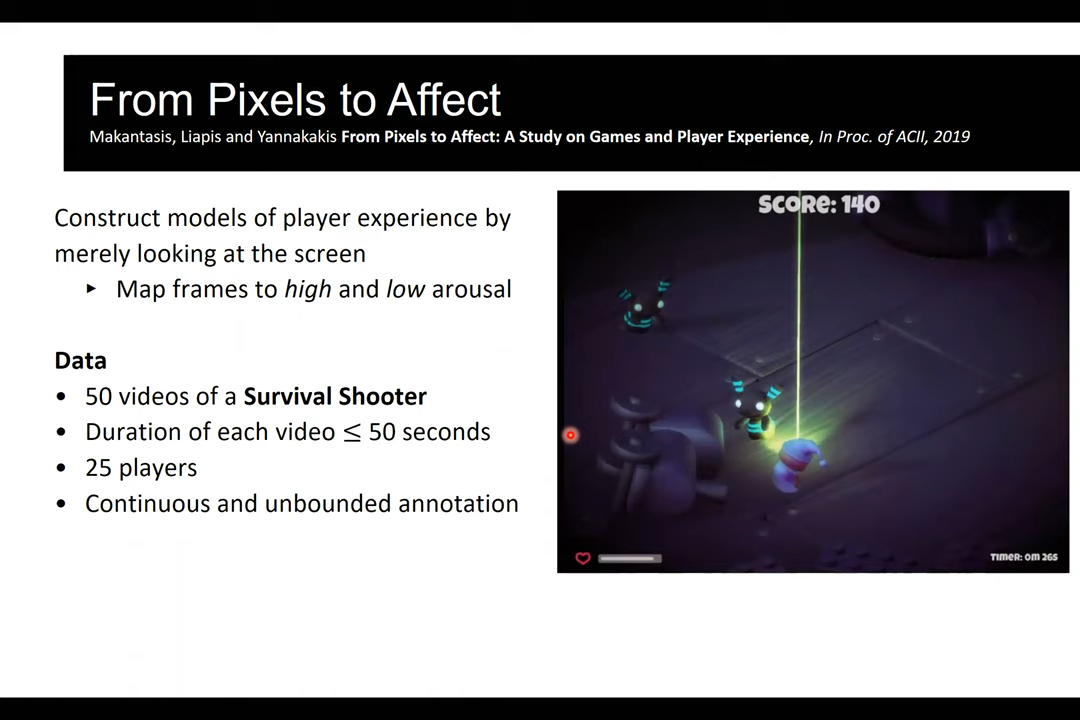 From Pixels to Affect
Makantasis, Liapis and Yannakakis From Pixels to Affect: A Study on Games and Player Experience, In Proc. of ACII, 2019
Construct models of player experience by
merely looking at the screen
▸ Map frames to high and low arousal
Data
• 50 videos of a Survival Shooter
• Duration of each video ≤ 50 seconds
• 25 players
• Continuous and unbounded annotation
SCORe: 140
TIMeR: 0M 26S